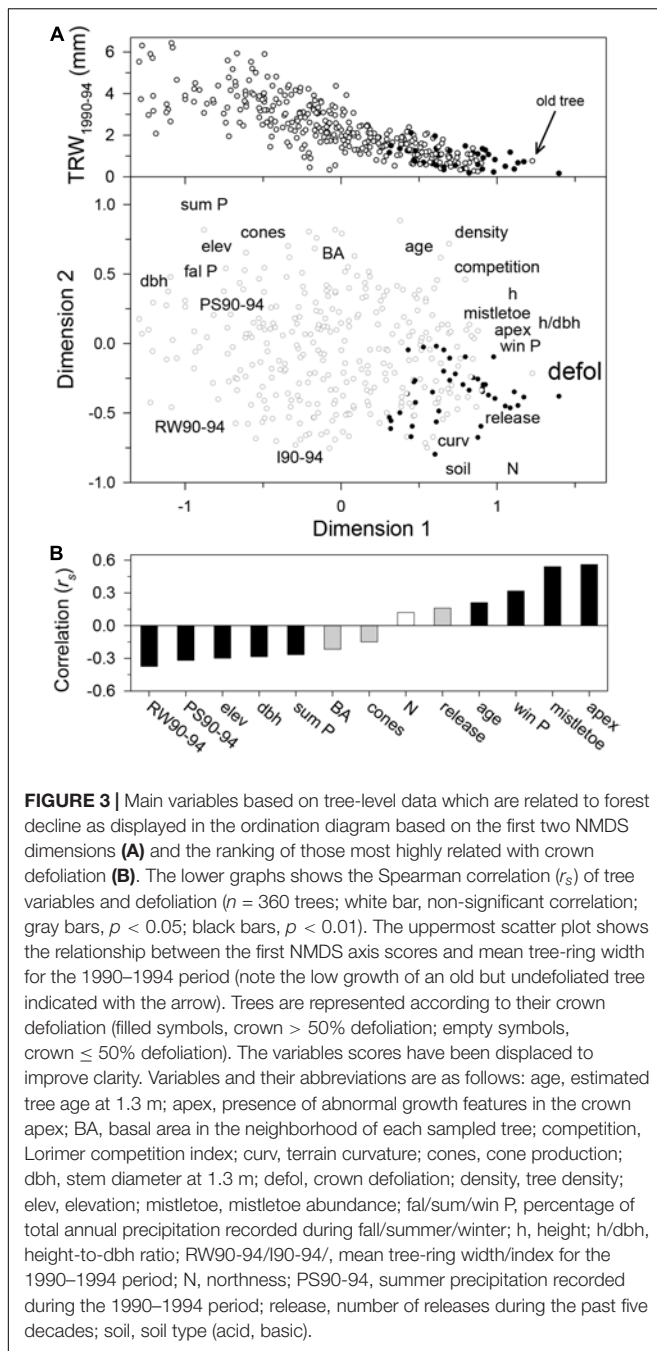 A
TRW1990-94 (mm)
6
4
2
0
old tree
Dimension 2
1.0
0.5
0.0
-0.5
-1.0
sum P
cones
elev
BA
age
density
fal P
competition
dbh
PS90-94
h
mistletoe
h/dbh
apex
win P
defol
release
RW90-94
curv
I90-94
soil
N
-1
0
1
Dimension 1
B
Correlation (rs)
0.6
0.3
0.0
-0.3
-0.6
RW90-94
PS90-94
elev
dbh
sum P
BA
cones
N
release
age
win P
mistletoe
apex
FIGURE 3 | Main variables based on tree-level data which are related to forest
decline as displayed in the ordination diagram based on the first two NMDS
dimensions (A) and the ranking of those most highly related with crown
defoliation (B). The lower graphs shows the Spearman correlation (rs) of tree
variables and defoliation (n = 360 trees; white bar, non-significant correlation;
gray bars, p < 0.05; black bars, p < 0.01). The uppermost scatter plot shows
the relationship between the first NMDS axis scores and mean tree-ring width
for the 1990–1994 period (note the low growth of an old but undefoliated tree
indicated with the arrow). Trees are represented according to their crown
defoliation (filled symbols, crown > 50% defoliation; empty symbols,
crown ≤ 50% defoliation). The variables scores have been displaced to
improve clarity. Variables and their abbreviations are as follows: age, estimated
tree age at 1.3 m; apex, presence of abnormal growth features in the crown
apex; BA, basal area in the neighborhood of each sampled tree; competition,
Lorimer competition index; curv, terrain curvature; cones, cone production;
dbh, stem diameter at 1.3 m; defol, crown defoliation; density, tree density;
elev, elevation; mistletoe, mistletoe abundance; fal/sum/win P, percentage of
total annual precipitation recorded during fall/summer/winter; h, height; h/dbh,
height-to-dbh ratio; RW90-94/I90-94/, mean tree-ring width/index for the
1990–1994 period; N, northness; PS90-94, summer precipitation recorded
during the 1990–1994 period; release, number of releases during the past five
decades; soil, soil type (acid, basic).